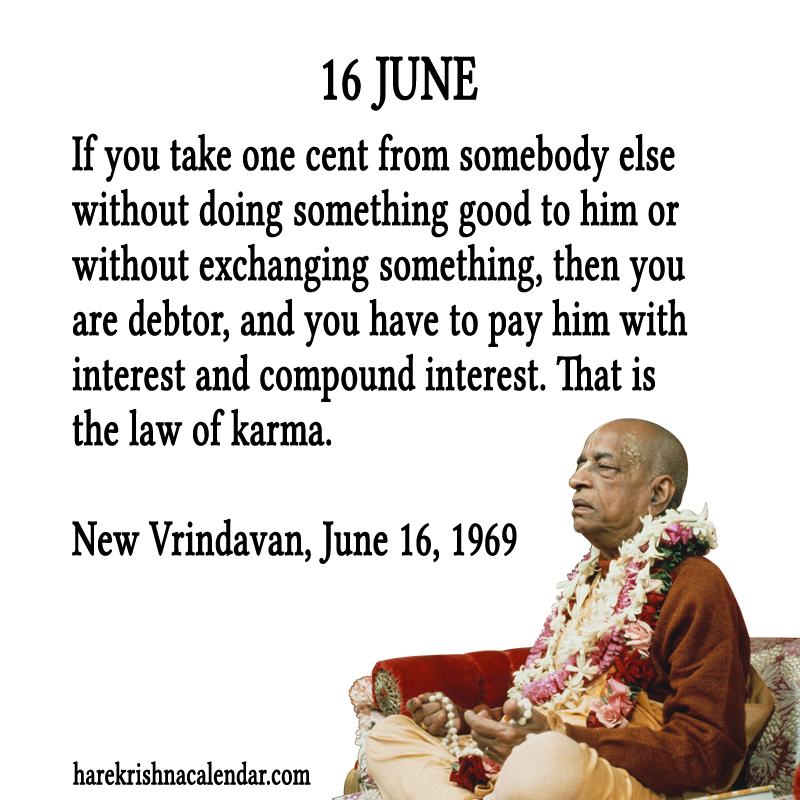 16 JUNE
If you take one cent from somebody else
without doing something good to him or
without exchanging something, then you
are debtor, and you have to pay him with
interest and compound interest. That is
the law of karma.
New Vrindavan, June 16, 1969
harekrishnacalendar.com